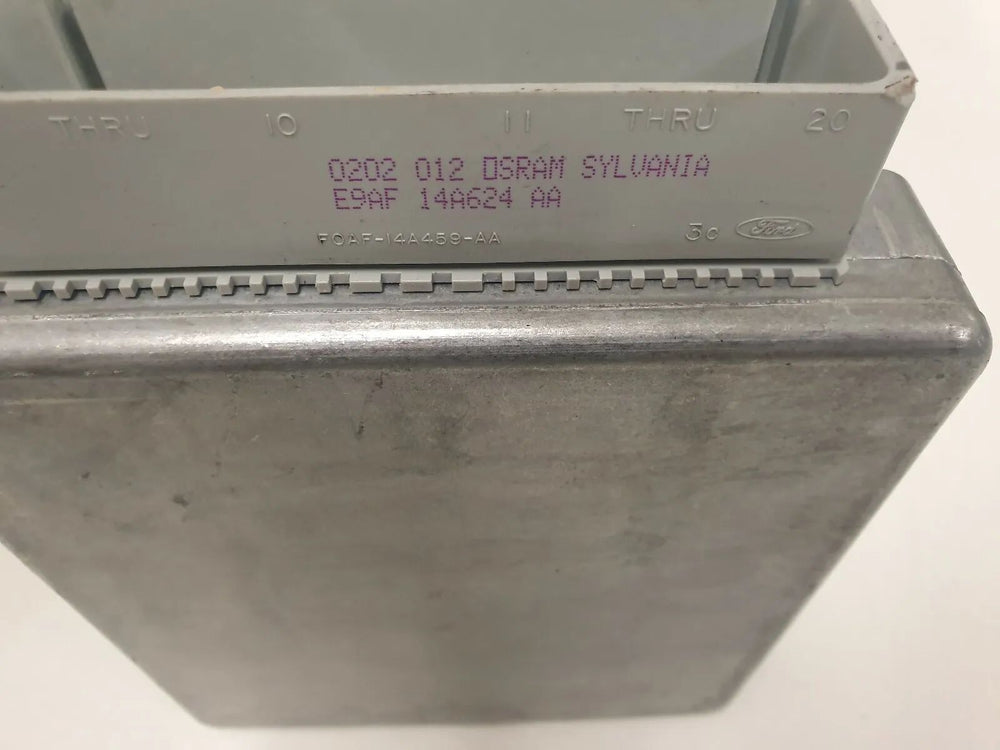 THRU 10 11 THRU 20
0202 012 OSRAM SYLVANIA
E9AF 14A624 AA
FOAF-14A459-AA 3c Ford